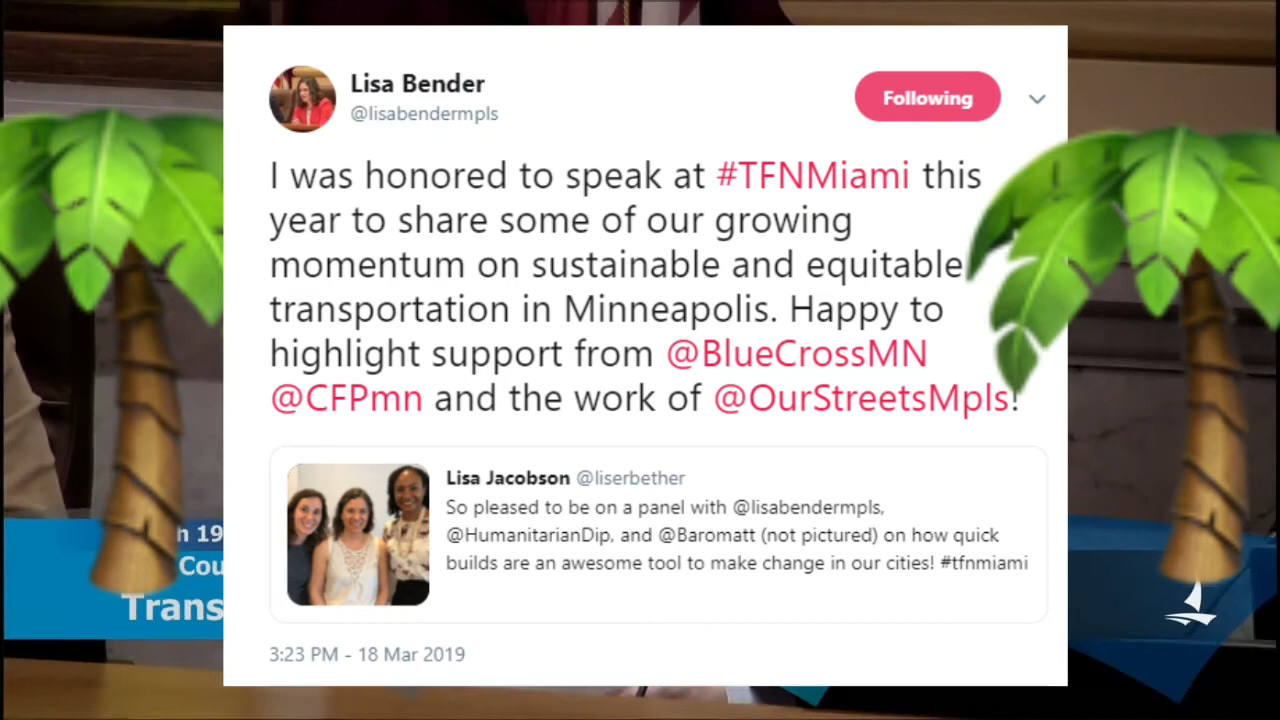 Lisa Bender
@lisabendermpls
Following
I was honored to speak at #TFNMiami this
year to share some of our growing
momentum on sustainable and equitable
transportation in Minneapolis. Happy to
highlight support from @BlueCrossMN
@CFPmn and the work of @OurStreetsMpls!
Lisa Jacobson @liserbether
So pleased to be on a panel with @lisabendermpls,
@HumanitarianDip, and @Baromatt (not pictured) on how quick
builds are an awesome tool to make change in our cities! #tfnmiami
3:23 PM - 18 Mar 2019
h 19
Cou
Trans